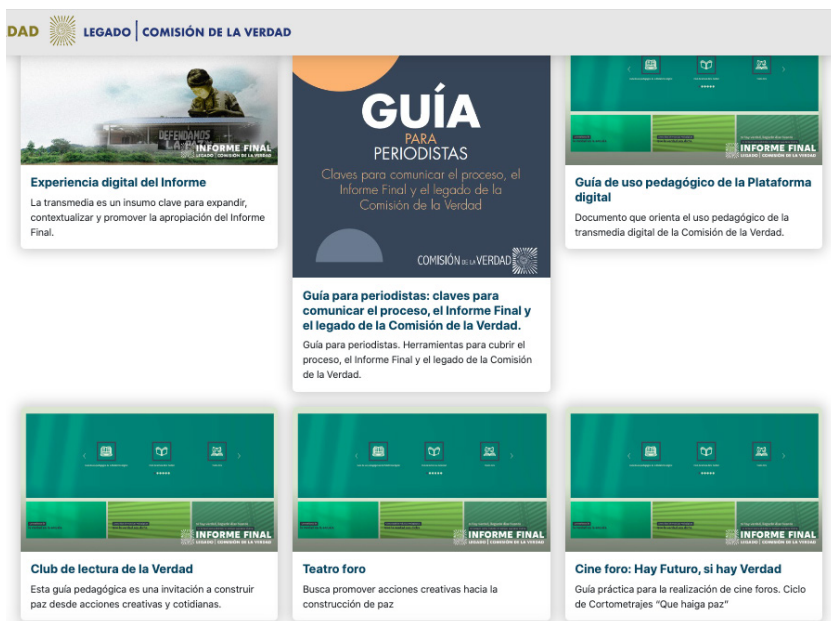 DAD
LEGADO | COMISIÓN DE LA VERDAD
DEFENDAMOS
LA PAZ
INFORME FINAL
LEGADO | COMISIÓN DE LA VERDAD
Experiencia digital del Informe
La transmedia es un insumo clave para expandir,
contextualizar y promover la apropiación del Informe
Final.
GUÍA
PARA
PERIODISTAS
Claves para comunicar el proceso, el
Informe Final y el legado de la
Comisión de la Verdad
COMISIÓN DE LA VERDAD
Guía para periodistas: claves para
comunicar el proceso, el Informe Final y
el legado de la Comisión de la Verdad.
Guía para periodistas. Herramientas para cubrir el
proceso, el Informe Final y el legado de la Comisión
de la Verdad.
INFORME FINAL
LEGADO | COMISIÓN DE LA VERDAD
Guía de uso pedagógico de la Plataforma
digital
Documento que orienta el uso pedagógico de la
transmedia digital de la Comisión de la Verdad.
INFORME FINAL
LEGADO | COMISIÓN DE LA VERDAD
Club de lectura de la Verdad
Esta guía pedagógica es una invitación a construir
paz desde acciones creativas y cotidianas.
INFORME FINAL
LEGADO | COMISIÓN DE LA VERDAD
Teatro foro
Busca promover acciones creativas hacia la
construcción de paz
INFORME FINAL
LEGADO | COMISIÓN DE LA VERDAD
Cine foro: Hay Futuro, si hay Verdad
Guía práctica para la realización de cine foros. Ciclo
de Cortometrajes “Que haiga paz”